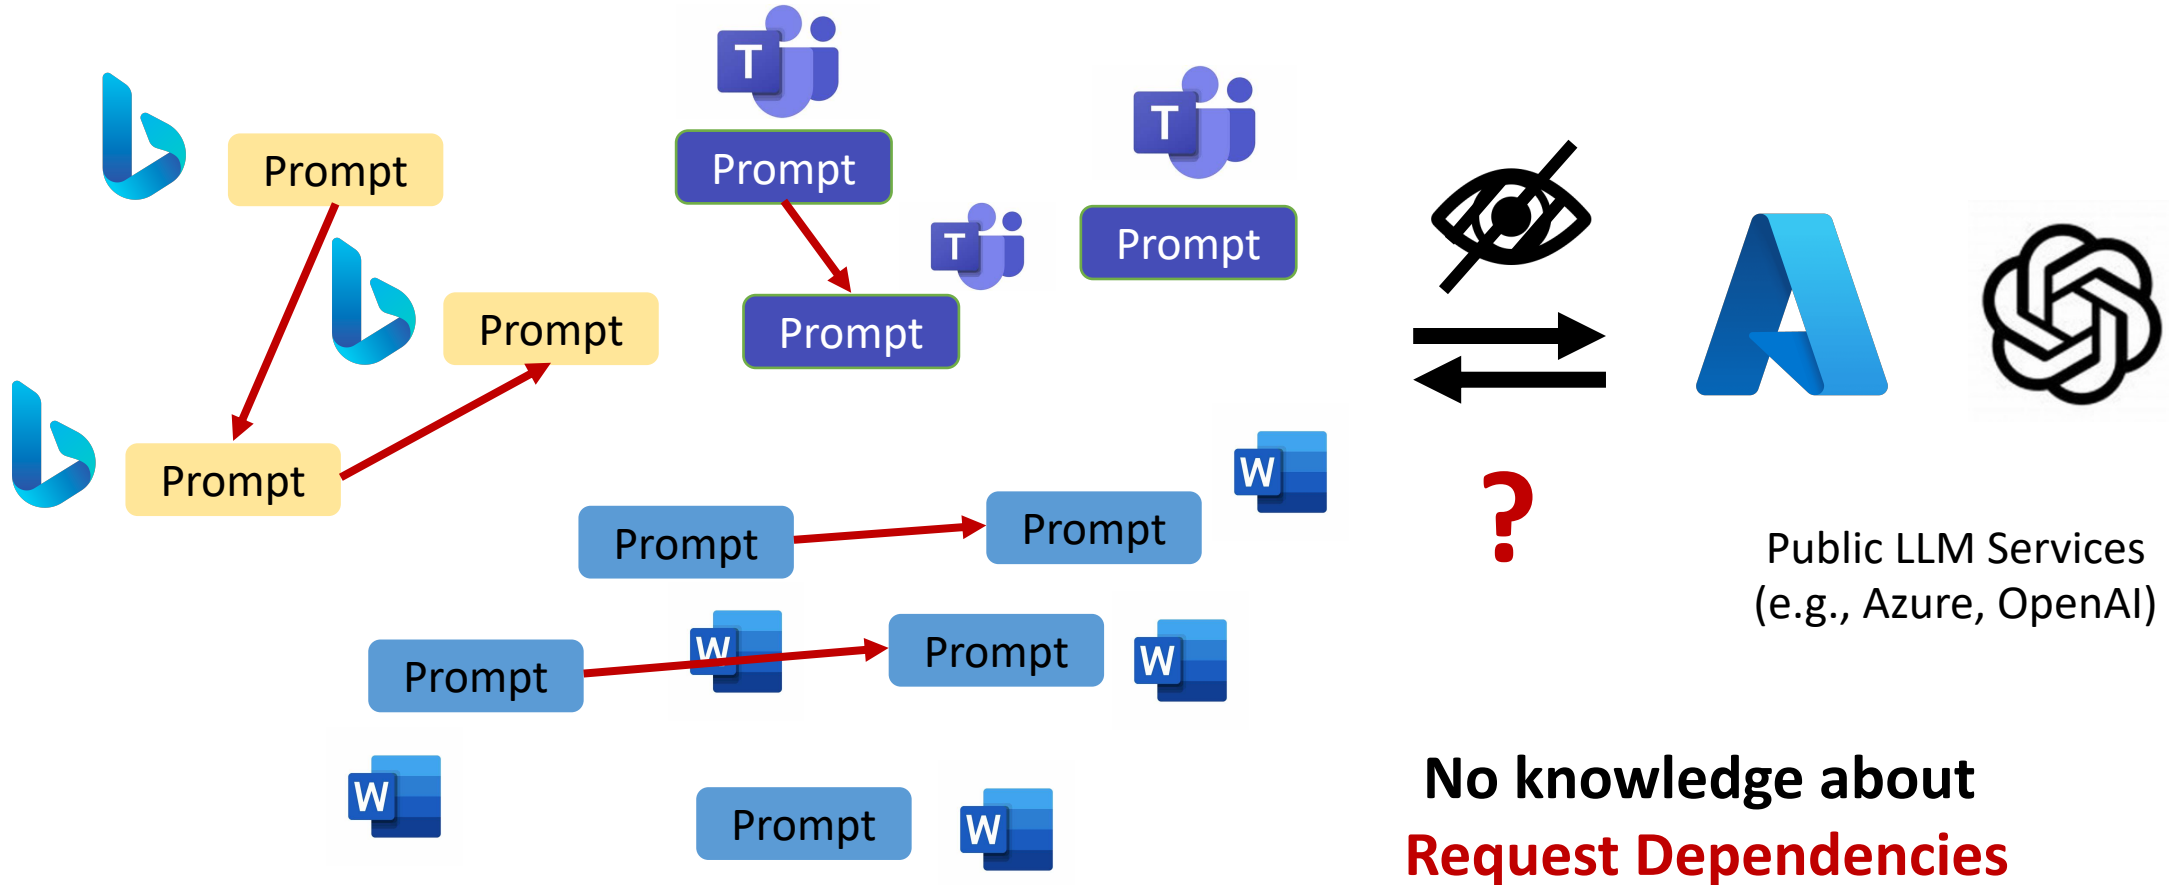 T
T
Prompt
Prompt
T
Prompt
Prompt
Prompt
Prompt
W
Prompt
Prompt
Prompt
?
Public LLM Services
(e.g., Azure, OpenAI)
W
Prompt
W
Prompt
W
Prompt
W
No knowledge about
Request Dependencies